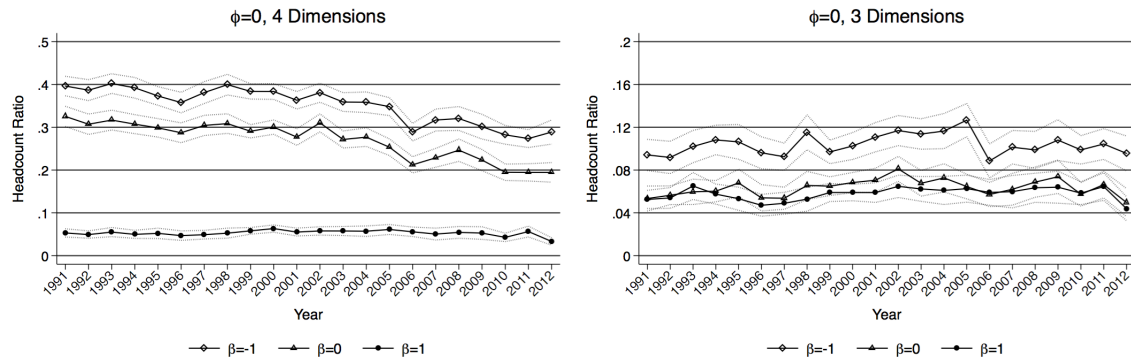 ϕ=0, 4 Dimensions
.5
.4
.3
.2
.1
0
Headcount Ratio
1991 1992 1993 1994 1995 1996 1997 1998 1999 2000 2001 2002 2003 2004 2005 2006 2007 2008 2009 2010 2011 2012
Year
β=-1 β=0 β=1
ϕ=0, 3 Dimensions
.2
.16
.12
.08
.04
0
Headcount Ratio
1991 1992 1993 1994 1995 1996 1997 1998 1999 2000 2001 2002 2003 2004 2005 2006 2007 2008 2009 2010 2011 2012
Year
β=-1 β=0 β=1